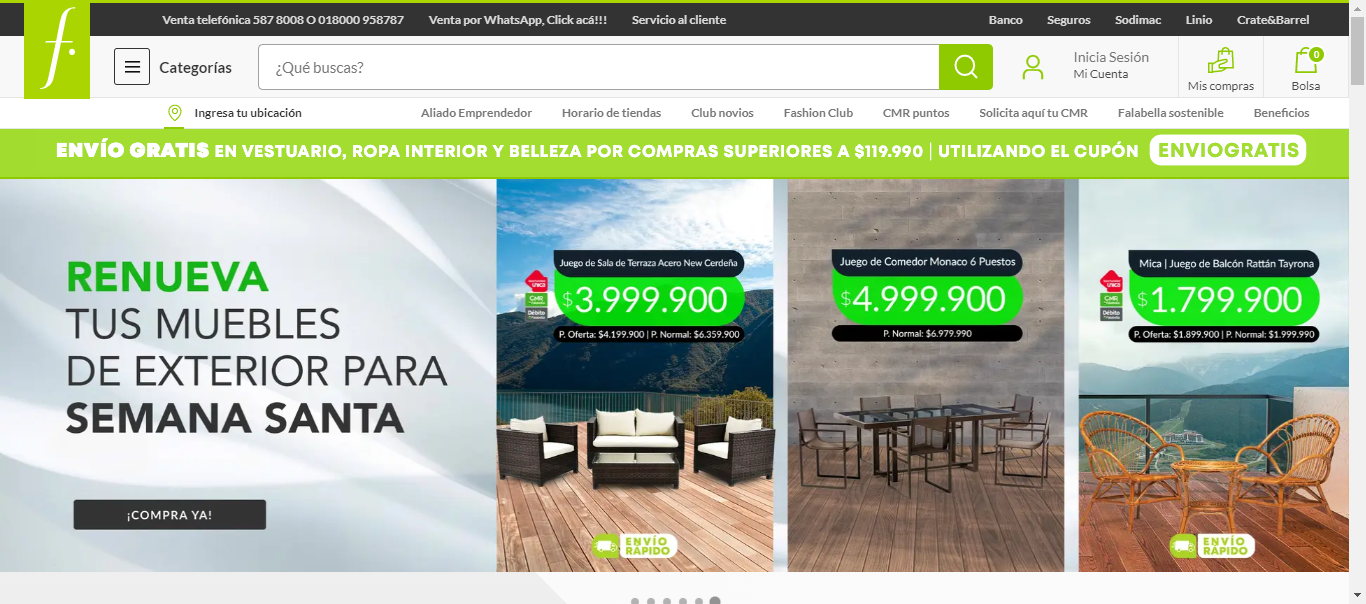 Venta telefónica 587 8008 O 018000 958787 Venta por WhatsApp, Click acá!!! Servicio al cliente Banco Seguros Sodimac Linio Crate&Barrel
f.
Categorías
¿Qué buscas?
Inicia Sesión
Mi Cuenta
Mis compras
0
Bolsa
Ingresa tu ubicación Aliado Emprendedor Horario de tiendas Club novios Fashion Club CMR puntos Solicita aquí tu CMR Falabella sostenible Beneficios
ENVÍO GRATIS EN VESTUARIO, ROPA INTERIOR Y BELLEZA POR COMPRAS SUPERIORES A $119.990 | UTILIZANDO EL CUPÓN ENVIOGRATIS
RENUEVA
TUS MUEBLES
DE EXTERIOR PARA
SEMANA SANTA
¡COMPRA YA!
Juego de Sala de Terraza Acero New Cerdeña
ÚNICA
CMR
Débito
$3.999.900
P. Oferta: $4.199.900 | P. Normal: $6.359.900
ENVÍO
RÁPIDO
Juego de Comedor Monaco 6 Puestos
$4.999.900
P. Normal: $6.979.990
Mica | Juego de Balcón Rattán Tayrona
ÚNICA
CMR
Débito
$1.799.900
P. Oferta: $1.899.900 | P. Normal: $1.999.990
ENVÍO
RÁPIDO